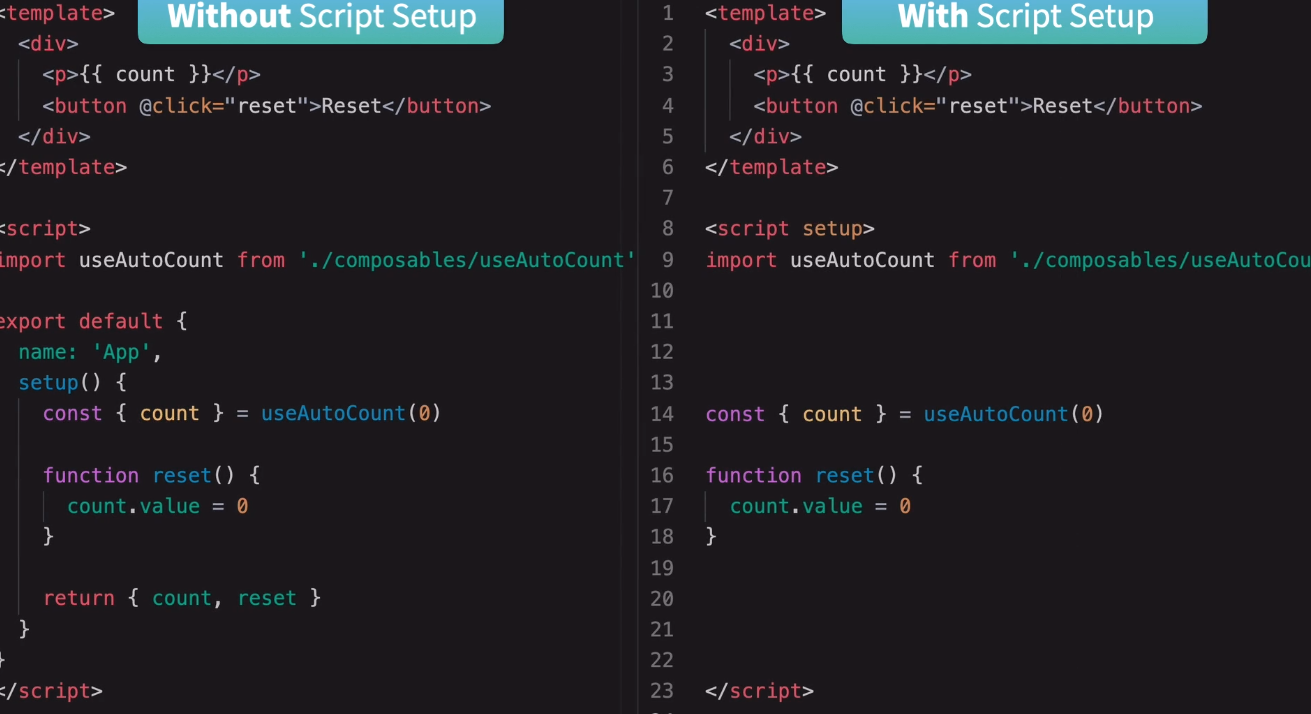 Without Script Setup
<template>
<div>
<p>{{ count }}</p>
<button @click="reset">Reset</button>
</div>
</template>
<script>
import useAutoCount from './composables/useAutoCount'
export default {
name: 'App',
setup() {
const { count } = useAutoCount(0)
function reset() {
count.value = 0
}
return { count, reset }
}
}
</script>
With Script Setup
1 <template>
2 <div>
3 <p>{{ count }}</p>
4 <button @click="reset">Reset</button>
5 </div>
6 </template>
7
8 <script setup>
9 import useAutoCount from './composables/useAutoCou
10
11
12
13
14 const { count } = useAutoCount(0)
15
16 function reset() {
17 count.value = 0
18 }
19
20
21
22
23 </script>